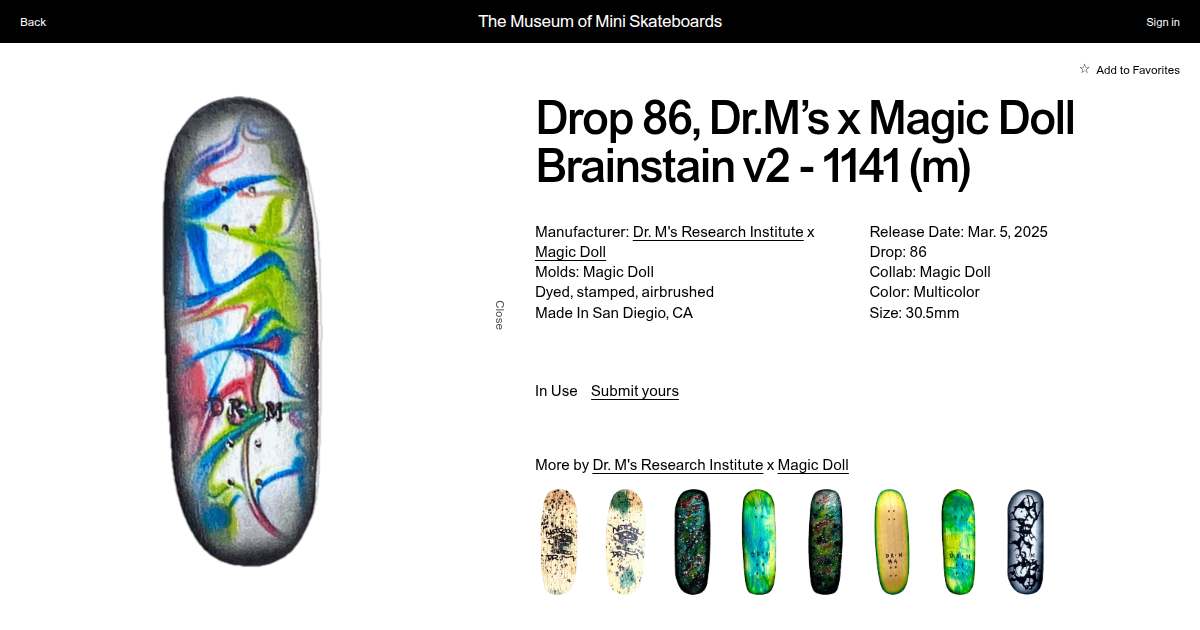 Back
The Museum of Mini Skateboards
Sign in
☆ Add to Favorites
Drop 86, Dr.M’s x Magic Doll
Brainstain v2 - 1141 (m)
Manufacturer: Dr. M's Research Institute x
Magic Doll
Molds: Magic Doll
Dyed, stamped, airbrushed
Made In San Diegio, CA
Release Date: Mar. 5, 2025
Drop: 86
Collab: Magic Doll
Color: Multicolor
Size: 30.5mm
Close
DR·M
In Use Submit yours
More by Dr. M's Research Institute x Magic Doll